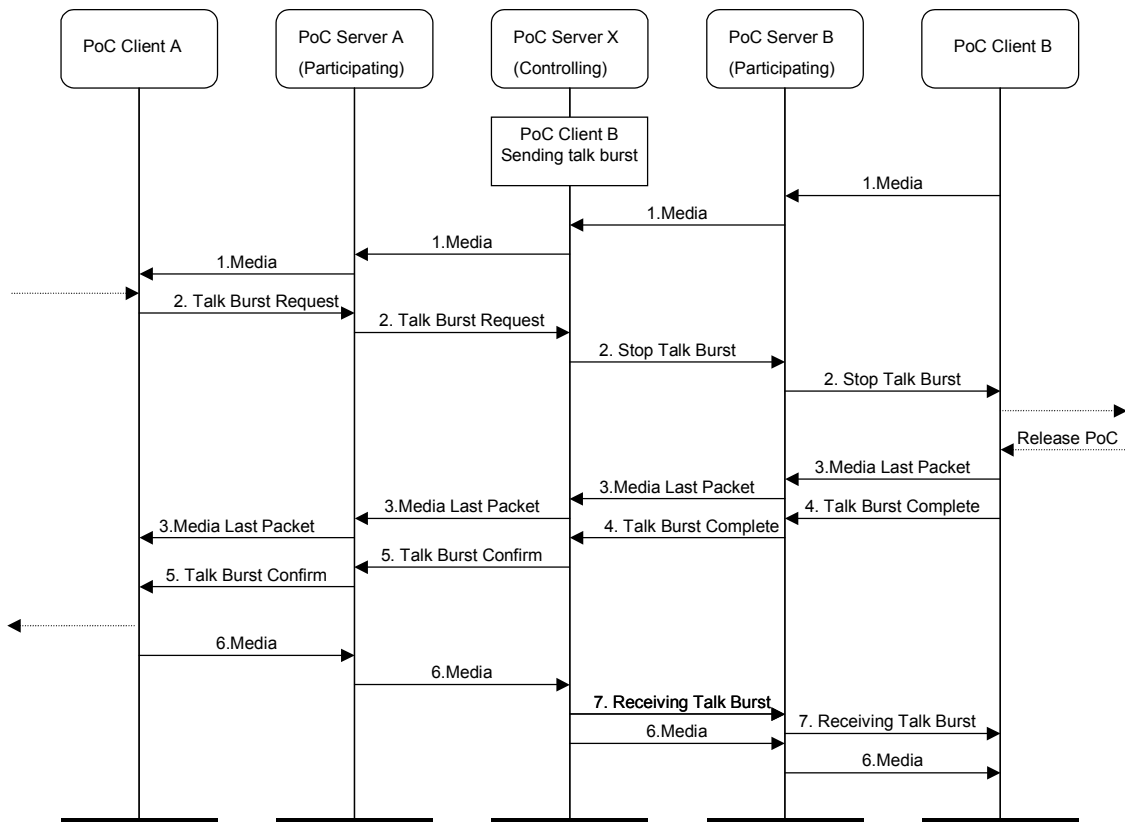 PoC Client A
PoC Server A
(Participating)
PoC Server X
(Controlling)
PoC Server B
(Participating)
PoC Client B
PoC Client B
Sending talk burst
1.Media
1.Media
1.Media
1.Media
2. Talk Burst Request
2. Talk Burst Request
2. Stop Talk Burst
2. Stop Talk Burst
Release PoC
3.Media Last Packet
3.Media Last Packet
3.Media Last Packet
3.Media Last Packet
4. Talk Burst Complete
4. Talk Burst Complete
5. Talk Burst Confirm
5. Talk Burst Confirm
6.Media
6.Media
7. Receiving Talk Burst
7. Receiving Talk Burst
6.Media
6.Media